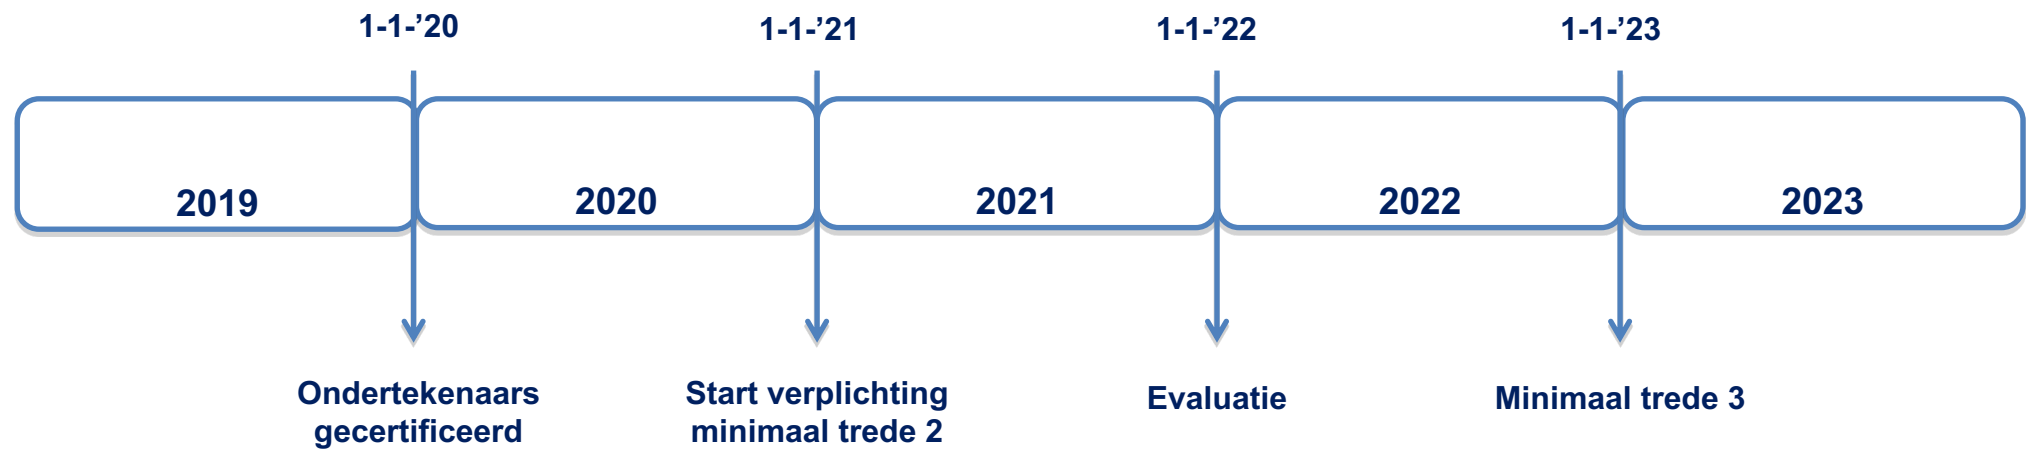 1-1-’20
1-1-’21
1-1-’22
1-1-’23
2019
2020
2021
2022
2023
Ondertekenaars
gecertificeerd
Start verplichting
minimaal trede 2
Evaluatie
Minimaal trede 3